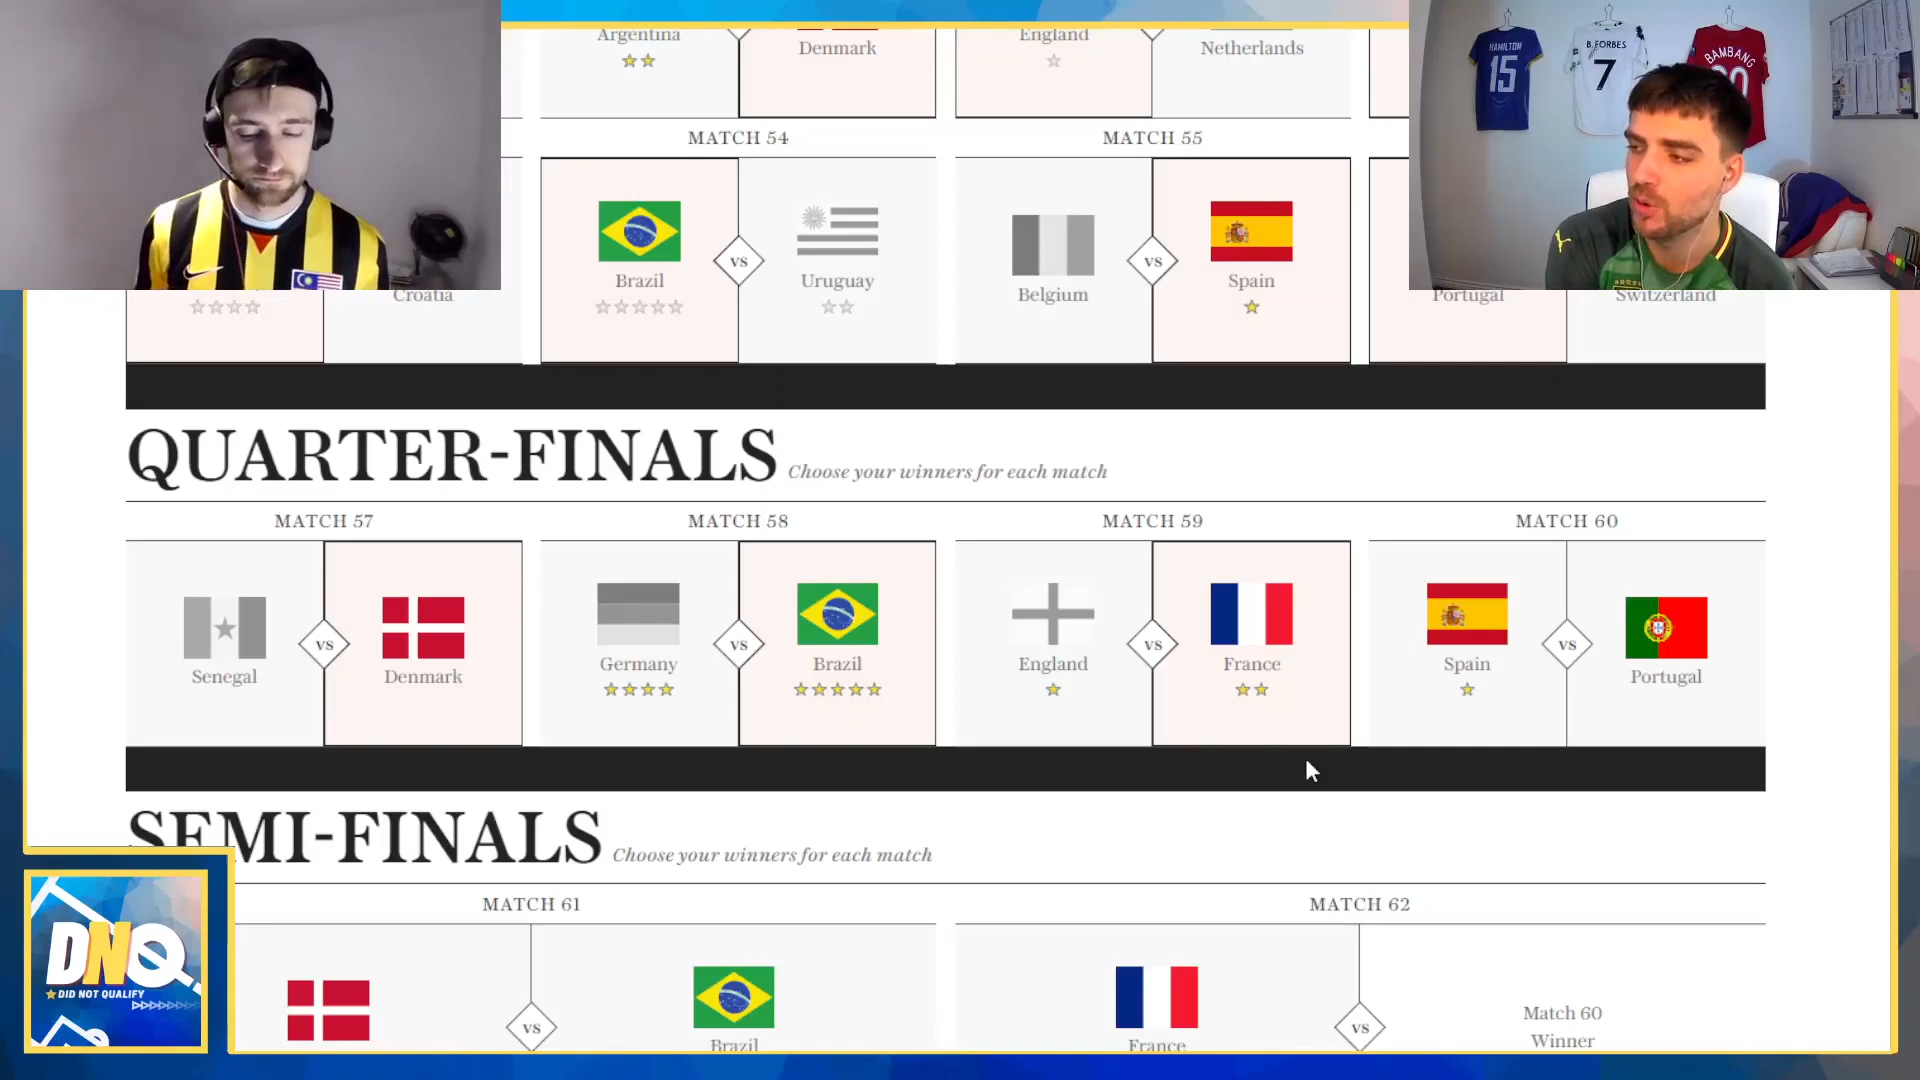 Argentina
Denmark
England
Netherlands
HAMILTON
15
B. FORBES
7
BAMBANG
MATCH 54
MATCH 55
Brazil
vs
Uruguay
Belgium
vs
Spain
Croatia
Portugal
Switzerland
QUARTER-FINALS Choose your winners for each match
MATCH 57
MATCH 58
MATCH 59
MATCH 60
Senegal
vs
Denmark
Germany
vs
Brazil
England
vs
France
Spain
vs
Portugal
SEMI-FINALS Choose your winners for each match
MATCH 61
MATCH 62
vs
Brazil
France
vs
Match 60
Winner
DNQ
DID NOT QUALIFY